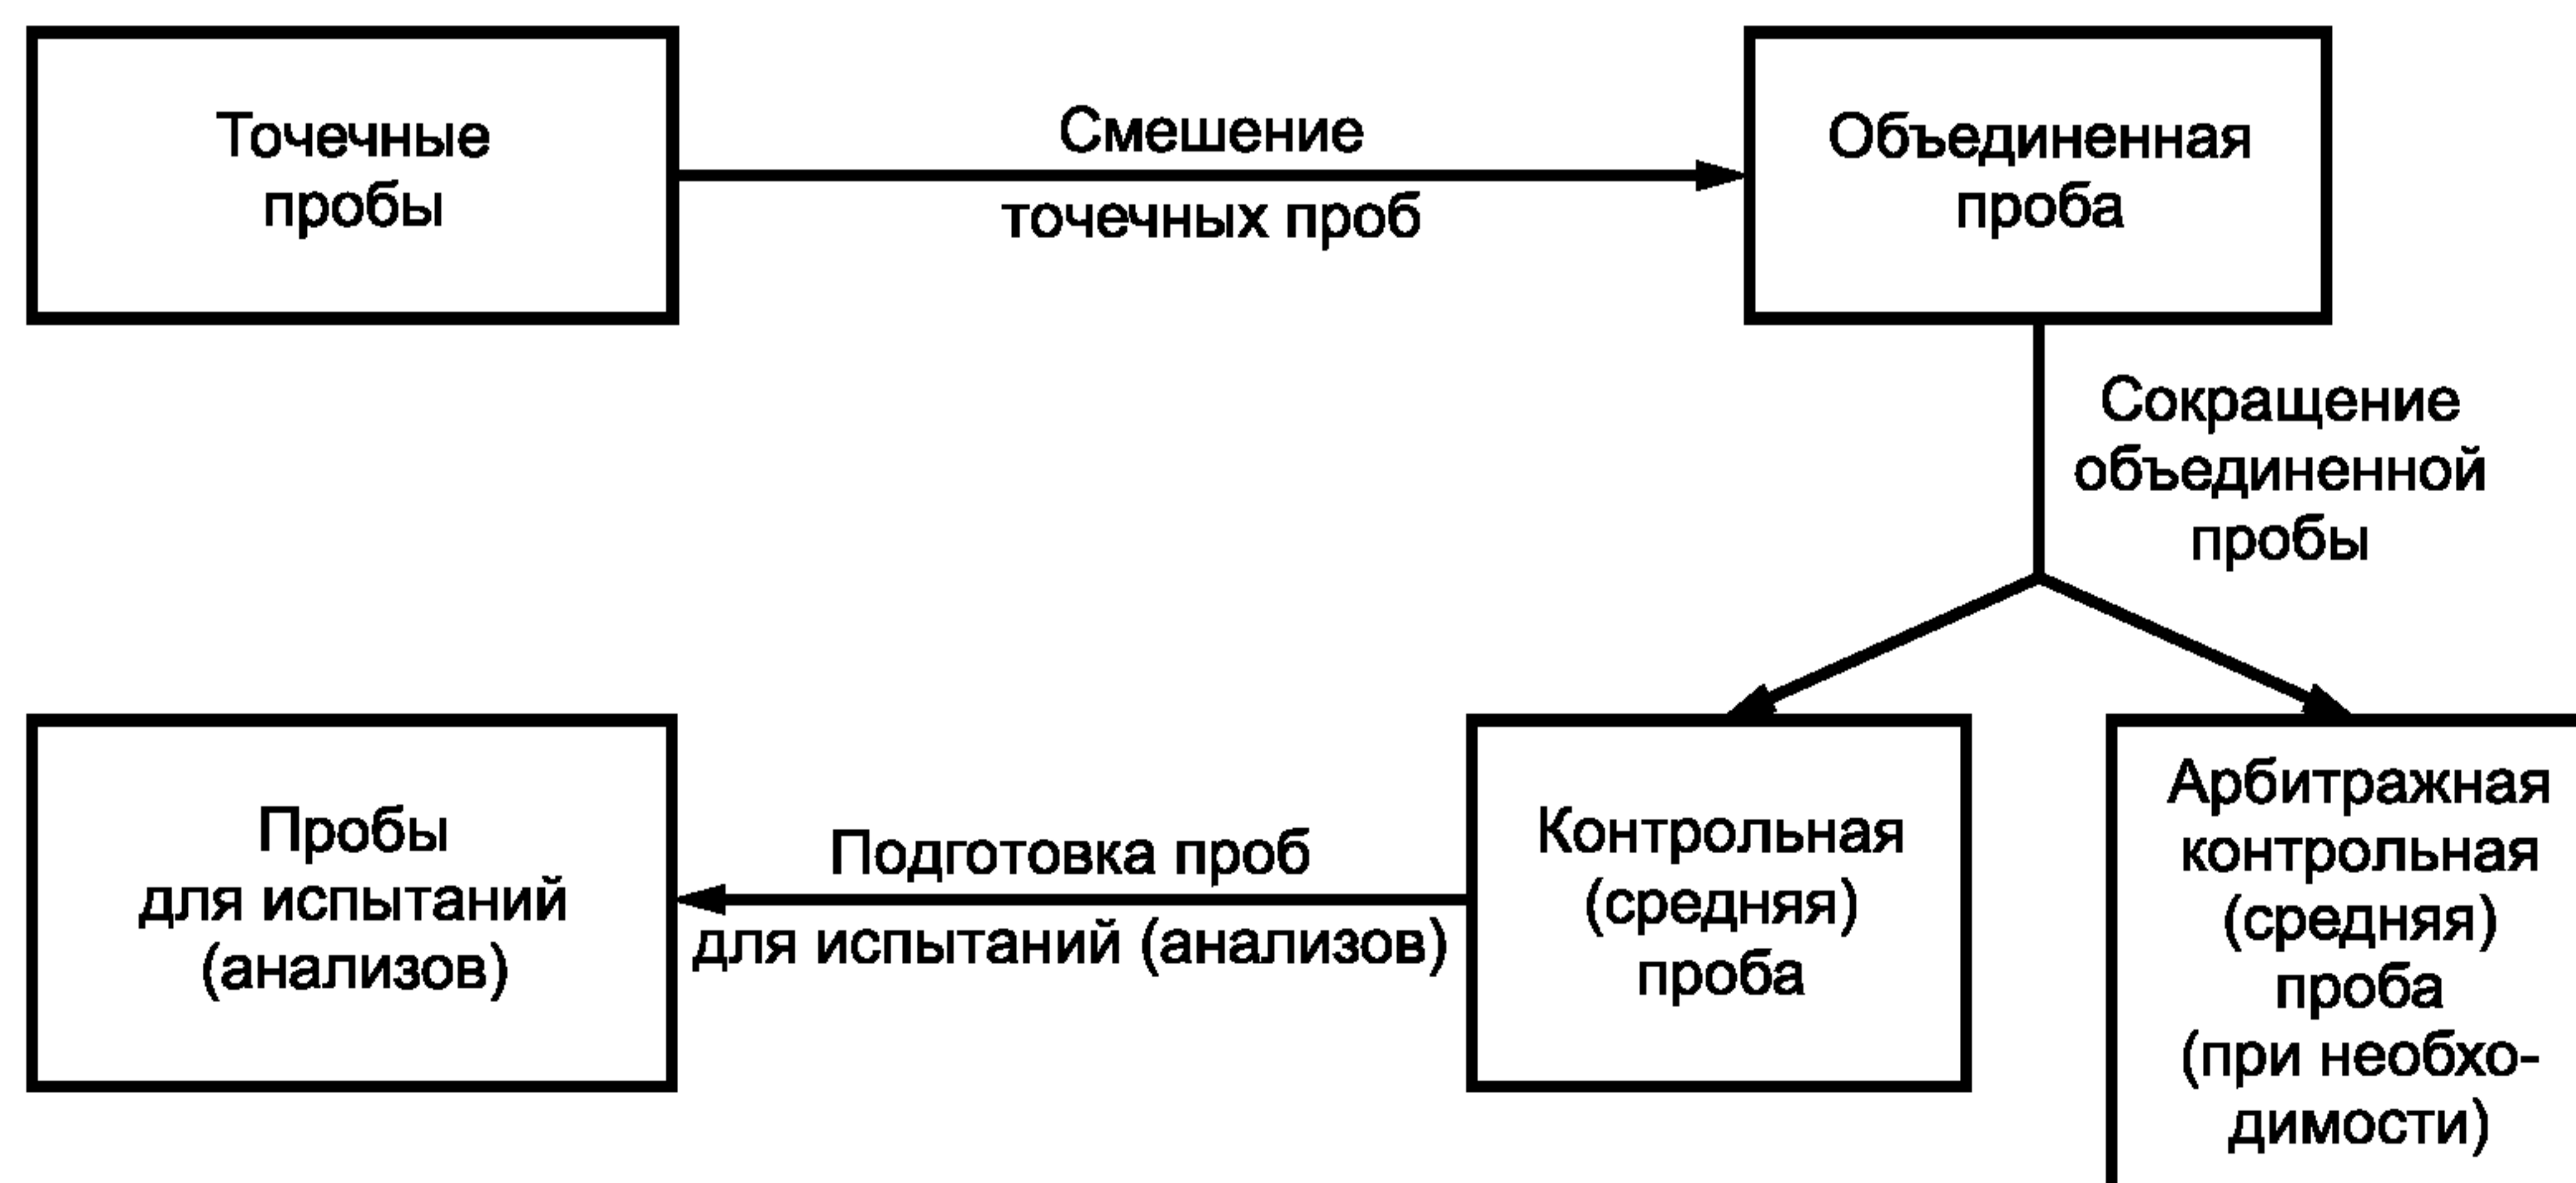 Точечные
пробы
Смешение
точечных проб
Объединенная
проба
Сокращение
объединенной
пробы
Пробы
для испытаний
(анализов)
Подготовка проб
для испытаний (анализов)
Контрольная
(средняя)
проба
Арбитражная
контрольная
(средняя)
проба
(при необхо-
димости)